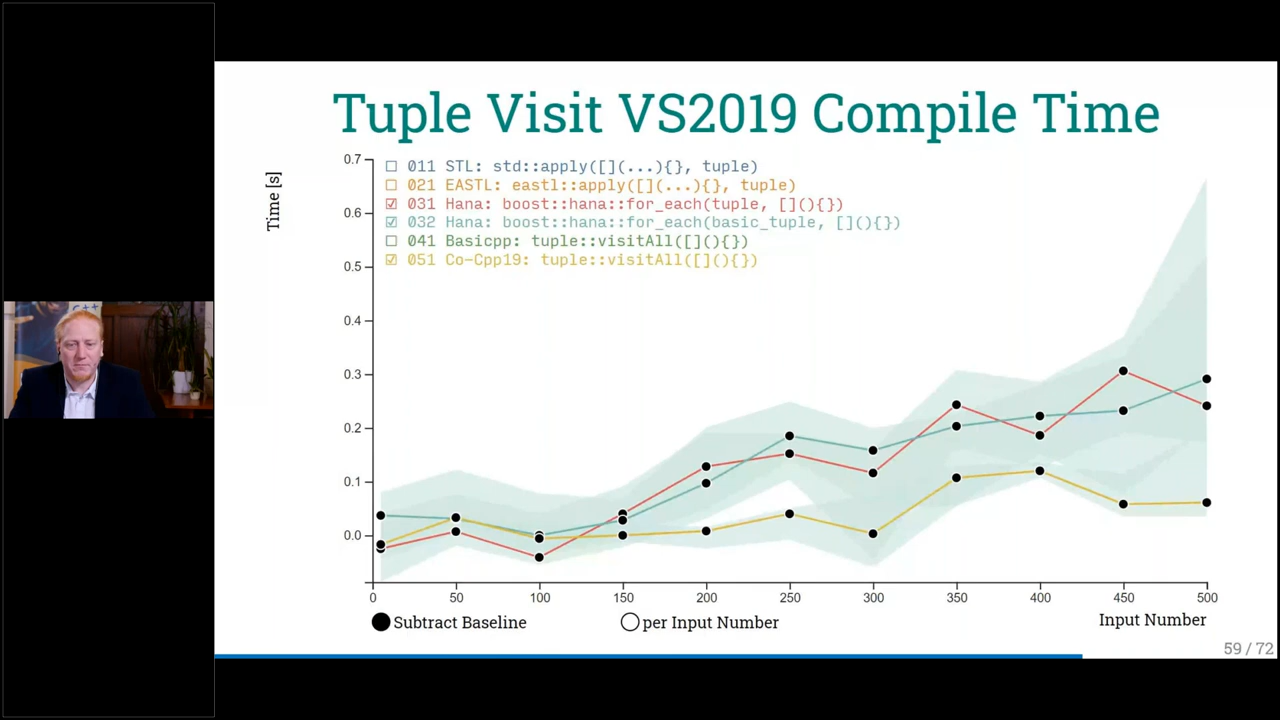 Tuple Visit VS2019 Compile Time
Time [s]
0.7
0.6
0.5
0.4
0.3
0.2
0.1
0.0
011 STL: std::apply([](...){}, tuple)
021 EASTL: eastl::apply([](...){}, tuple)
031 Hana: boost::hana::for_each(tuple, [](){})
032 Hana: boost::hana::for_each(basic_tuple, [](){})
041 Basicpp: tuple::visitAll([](){})
051 Co-Cpp19: tuple::visitAll([](){})
0 50 100 150 200 250 300 350 400 450 500
Subtract Baseline per Input Number Input Number
59 / 72